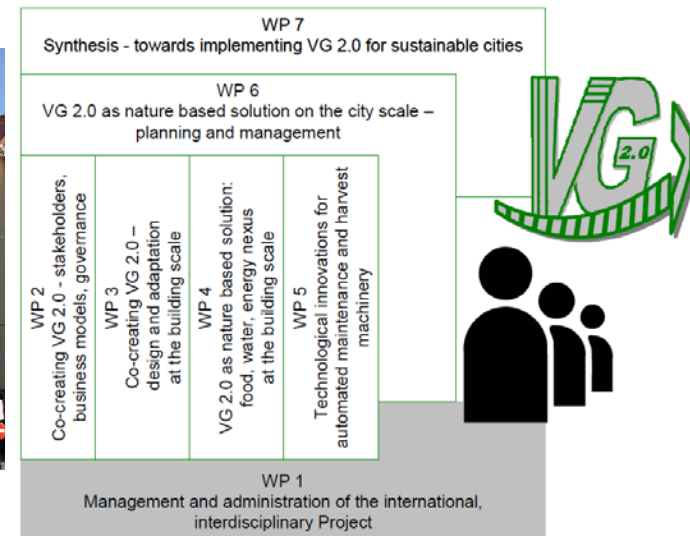 WP 7
Synthesis - towards implementing VG 2.0 for sustainable cities
WP 6
VG 2.0 as nature based solution on the city scale –
planning and management
WP 2
Co-creating VG 2.0 - stakeholders,
business models, governance
WP 3
Co-creating VG 2.0 –
design and adaptation
at the building scale
WP 4
VG 2.0 as nature based solution:
food, water, energy nexus
at the building scale
WP 5
Technological innovations for
automated maintenance and harvest
machinery
WP 1
Management and administration of the international,
interdisciplinary Project
VG
2.0